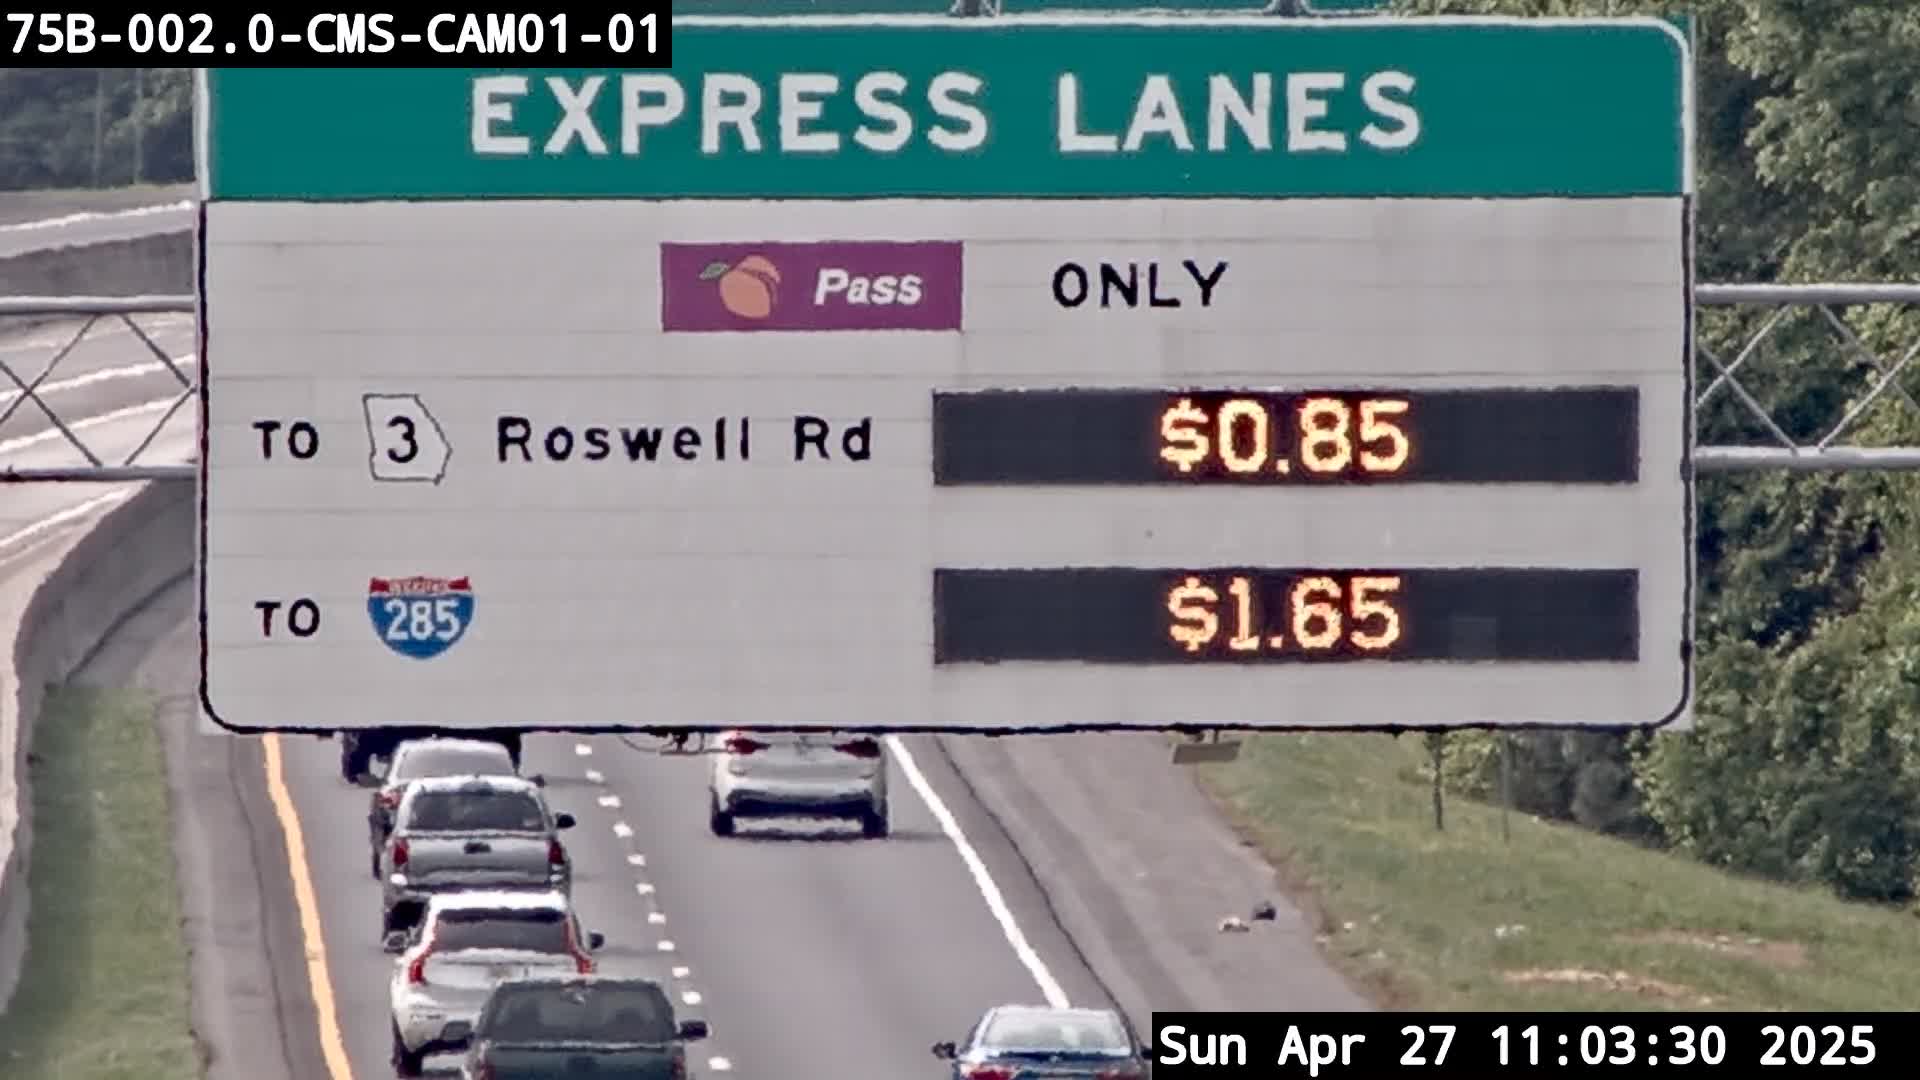 75B-002.0-CMS-CAM01-01
EXPRESS LANES
Pass ONLY
TO 3 Roswell Rd $0.85
TO 285 $1.65
Sun Apr 27 11:03:30 2025